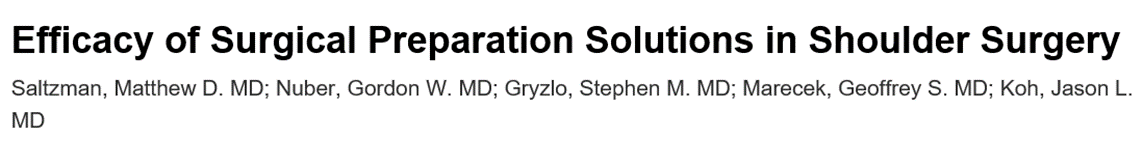 Efficacy of Surgical Preparation Solutions in Shoulder Surgery
Saltzman, Matthew D. MD; Nuber, Gordon W. MD; Gryzlo, Stephen M. MD; Marecek, Geoffrey S. MD; Koh, Jason L.
MD